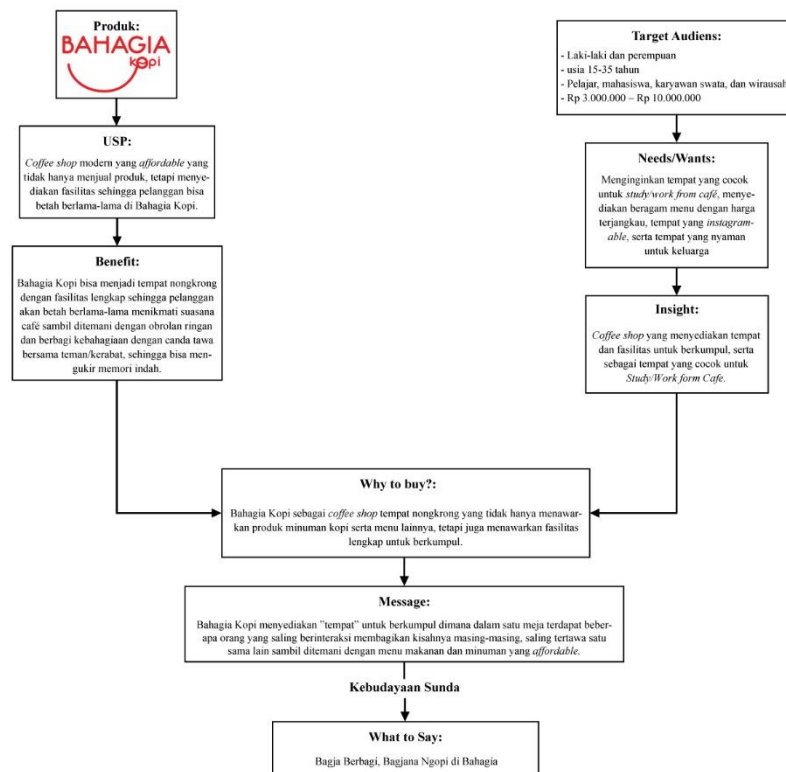 Produk:
BAHAGIA
kopi
USP:
Coffee shop modern yang affordable yang
tidak hanya menjual produk, tetapi menye-
diakan fasilitas sehingga pelanggan bisa
betah berlama-lama di Bahagia Kopi.
Benefit:
Bahagia Kopi bisa menjadi tempat nongkrong
dengan fasilitas lengkap sehingga pelanggan
akan betah berlama-lama menikmati suasana
café sambil ditemani dengan obrolan ringan
dan berbagi kebahagiaan dengan canda tawa
bersama teman/kerabat, sehingga bisa men-
gukir memori indah.
Target Audiens:
- Laki-laki dan perempuan
- usia 15-35 tahun
- Pelajar, mahasiswa, karyawan swata, dan wirausah
- Rp 3.000.000 – Rp 10.000.000
Needs/Wants:
Menginginkan tempat yang cocok
untuk study/work from café, menye-
diakan beragam menu dengan harga
terjangkau, tempat yang instagram-
able, serta tempat yang nyaman
untuk keluarga
Insight:
Coffee shop yang menyediakan tempat
dan fasilitas untuk berkumpul, serta
sebagai tempat yang cocok untuk
Study/Work form Cafe.
Why to buy?:
Bahagia Kopi sebagai coffee shop tempat nongkrong yang tidak hanya menawar-
kan produk minuman kopi serta menu lainnya, tetapi juga menawarkan fasilitas
lengkap untuk berkumpul.
Message:
Bahagia Kopi menyediakan "tempat" untuk berkumpul dimana dalam satu meja terdapat beber-
apa orang yang saling berinteraksi membagikan kisahnya masing-masing, saling tertawa satu
sama lain sambil ditemani dengan menu makanan dan minuman yang affordable.
Kebudayaan Sunda
What to Say:
Bagja Berbagi, Bagjana Ngopi di Bahagia